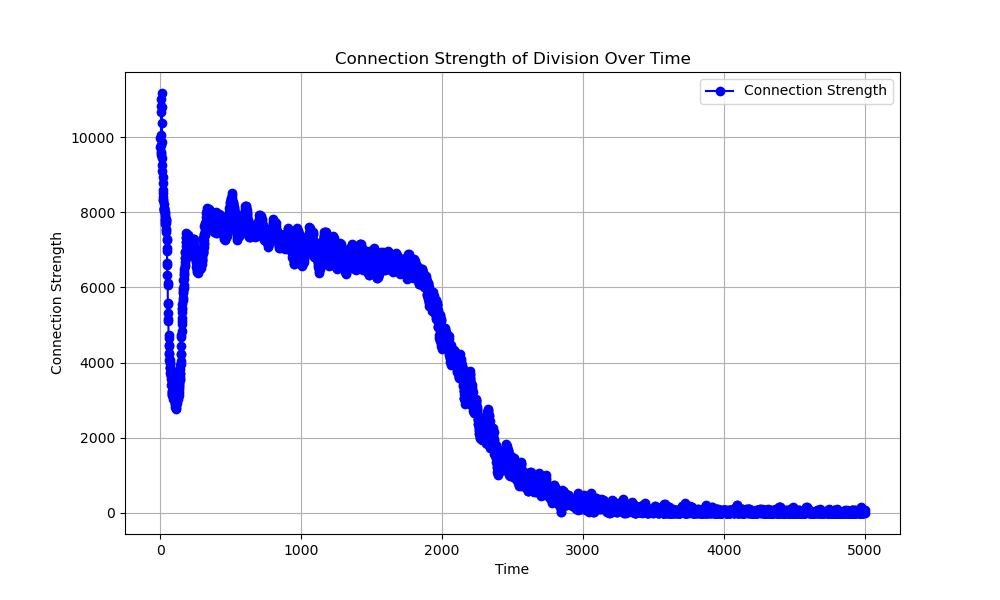 Connection Strength of Division Over Time
Connection Strength
10000
8000
6000
4000
2000
0
Connection Strength
0 1000 2000 3000 4000 5000
Time